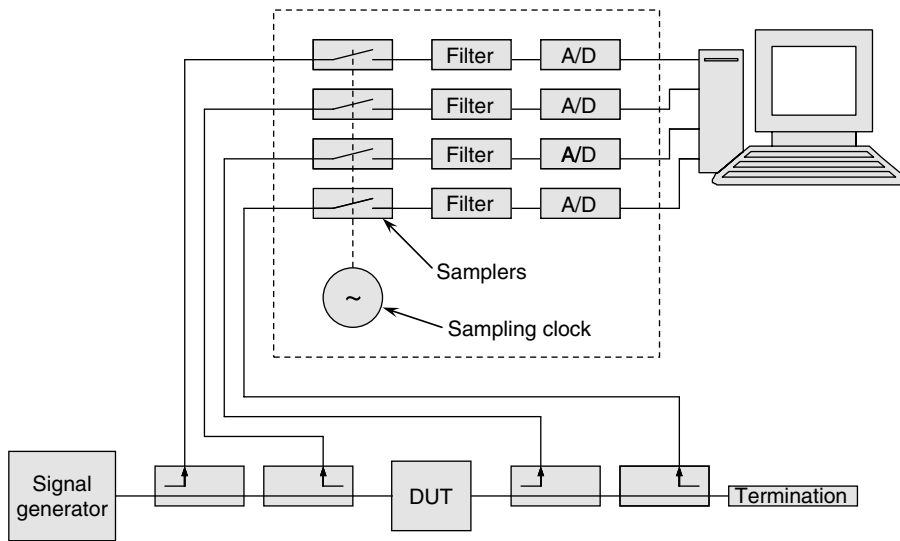 Filter A/D
Filter A/D
Filter A/D
Filter A/D
Samplers
~
Sampling clock
Signal
generator
DUT
Termination